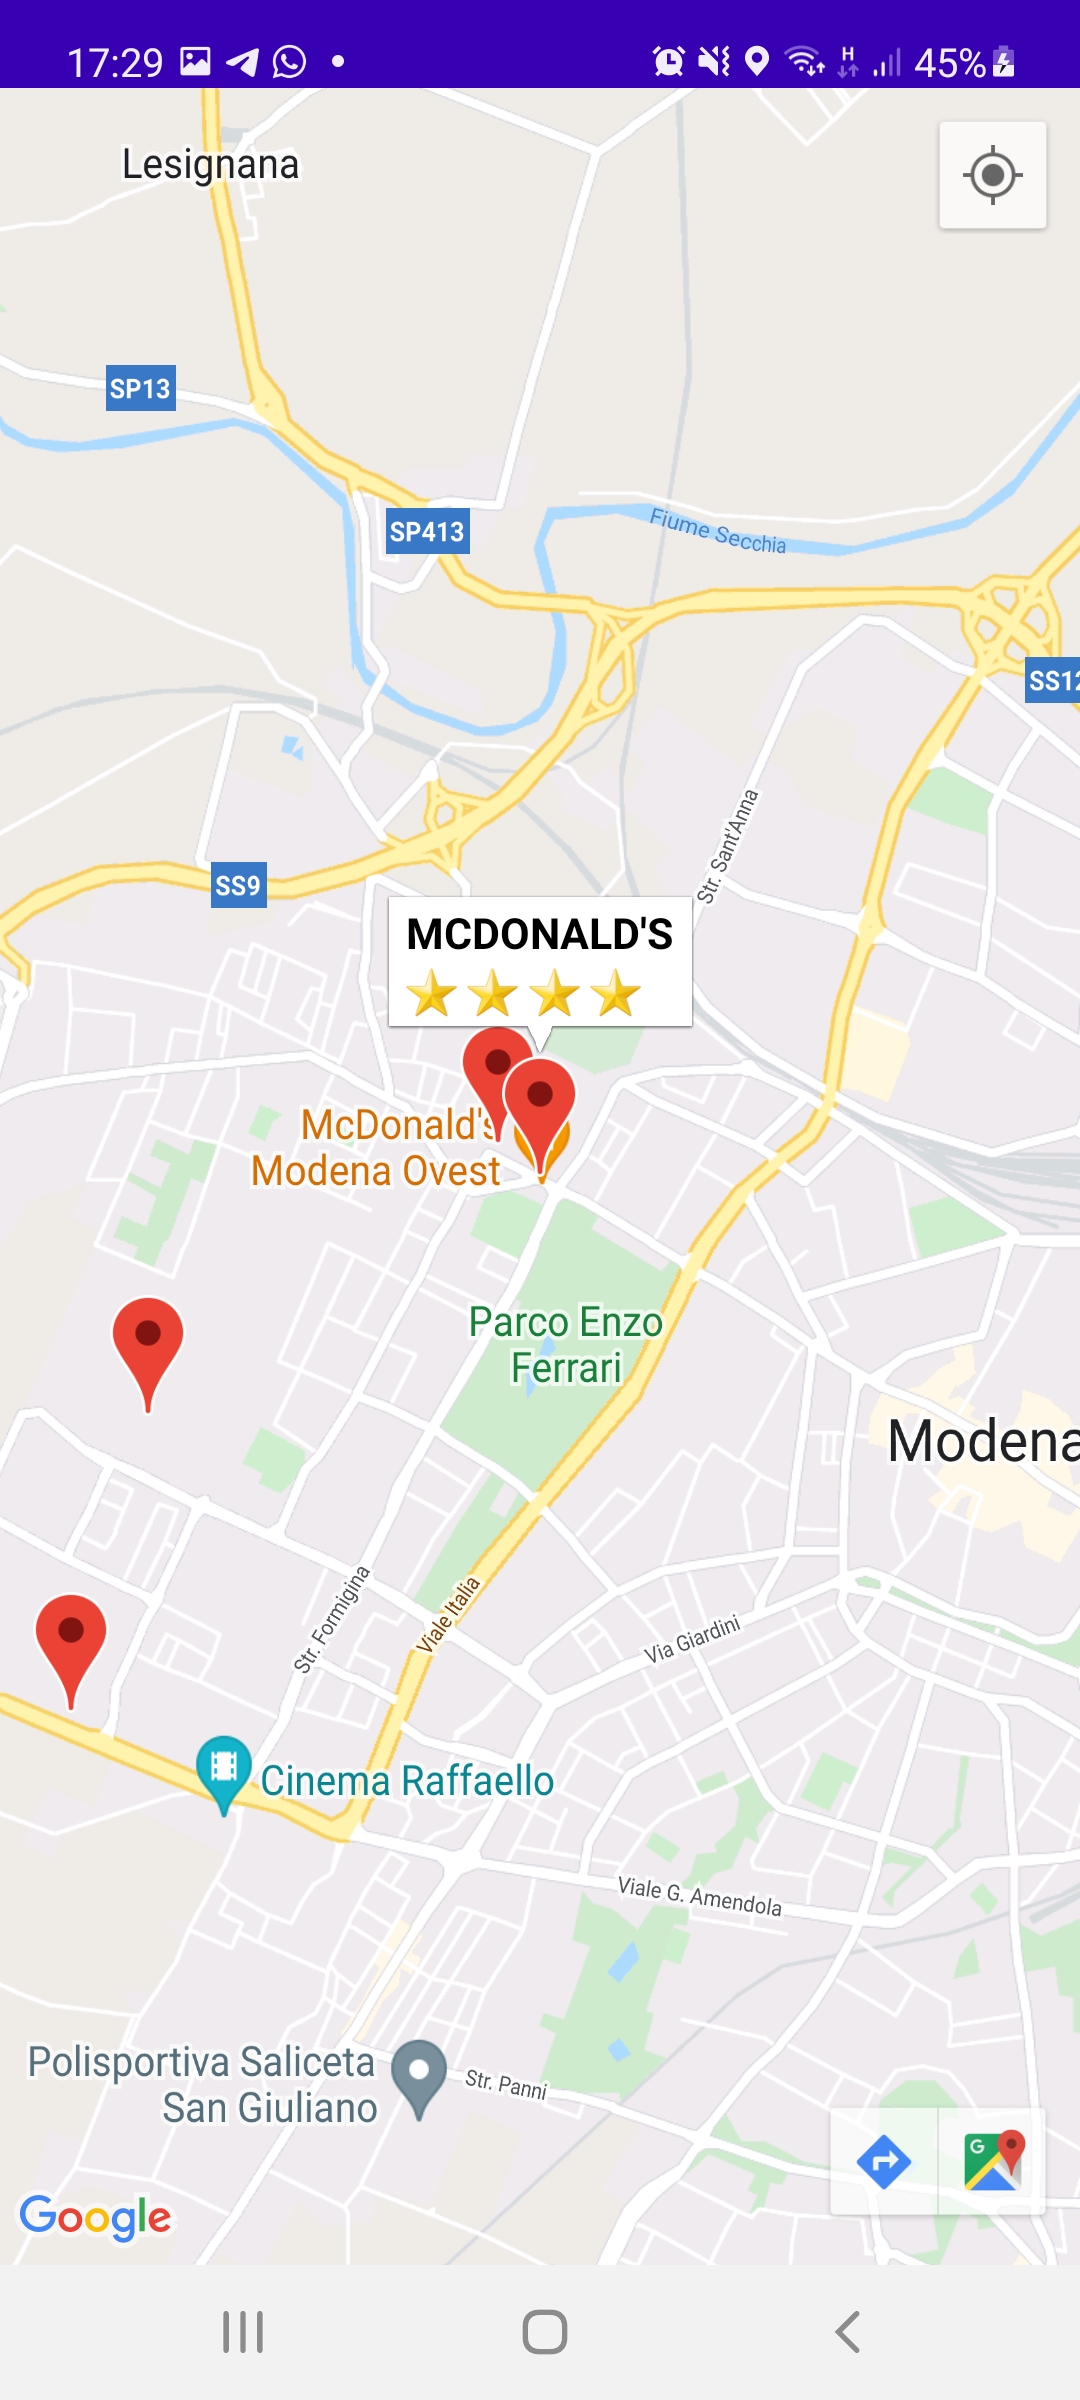 17:29
H
45%
Lesignana
SP13
SP413
Fiume Secchia
SS12
Str. Sant'Anna
SS9
MCDONALD'S
McDonald's
Modena Ovest
Parco Enzo
Ferrari
Modena
Str. Formigina
Viale Italia
Via Giardini
Cinema Raffaello
Viale G. Amendola
Polisportiva Saliceta
San Giuliano
Str. Panni
G
Google